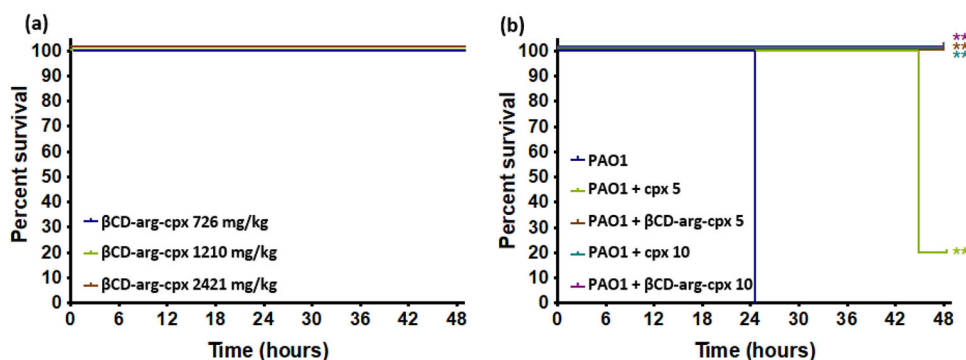 (a)
100
90
80
70
60
50
40
30
20
10
0
Percent survival
βCD-arg-cpx 726 mg/kg
βCD-arg-cpx 1210 mg/kg
βCD-arg-cpx 2421 mg/kg
0 6 12 18 24 30 36 42 48
Time (hours)
(b)
100
90
80
70
60
50
40
30
20
10
0
Percent survival
PAO1
PAO1 + cpx 5
PAO1 + βCD-arg-cpx 5
PAO1 + cpx 10
PAO1 + βCD-arg-cpx 10
**
**
**
**
0 6 12 18 24 30 36 42 48
Time (hours)